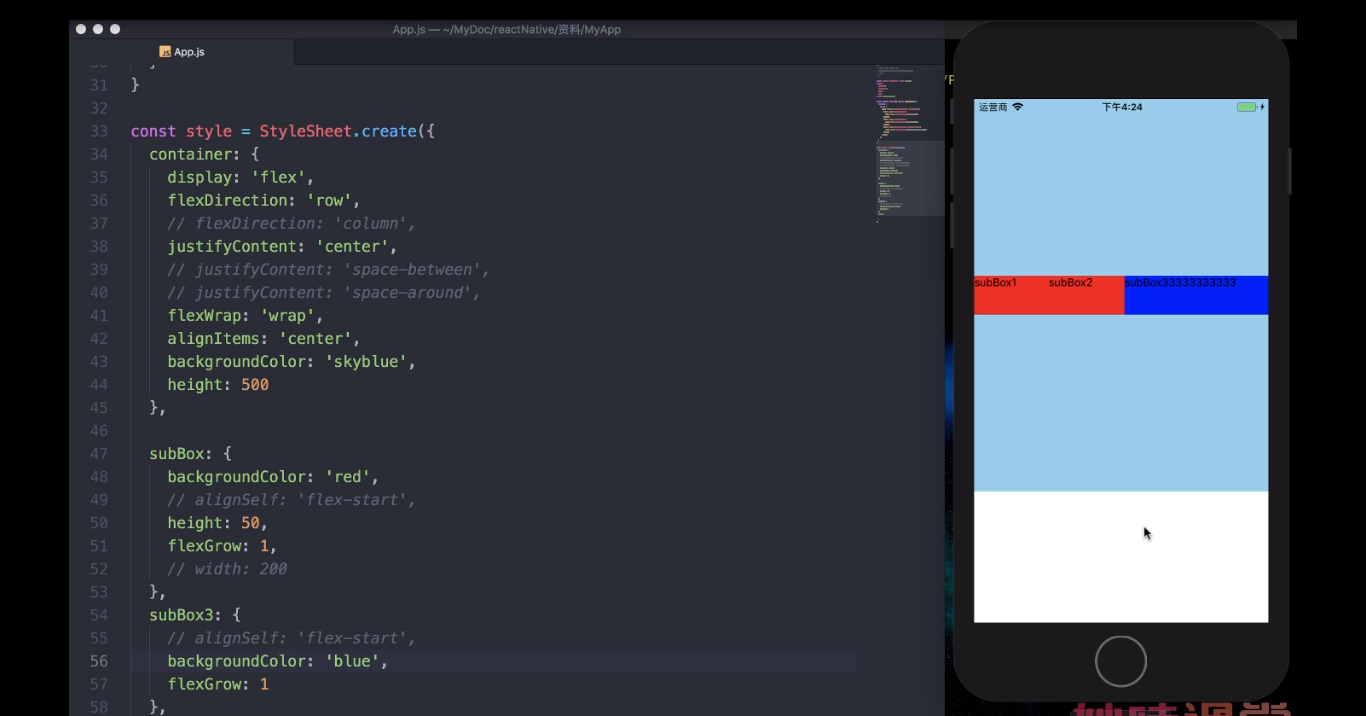 App.js — ~/MyDoc/reactNative/资料/MyApp
App.js
31 }
32
33 const style = StyleSheet.create({
34 container: {
35 display: 'flex',
36 flexDirection: 'row',
37 // flexDirection: 'column',
38 justifyContent: 'center',
39 // justifyContent: 'space-between',
40 // justifyContent: 'space-around',
41 flexWrap: 'wrap',
42 alignItems: 'center',
43 backgroundColor: 'skyblue',
44 height: 500
45 },
46
47 subBox: {
48 backgroundColor: 'red',
49 // alignSelf: 'flex-start',
50 height: 50,
51 flexGrow: 1,
52 // width: 200
53 },
54 subBox3: {
55 // alignSelf: 'flex-start',
56 backgroundColor: 'blue',
57 flexGrow: 1
58 },
运营商 下午4:24
subBox1 subBox2 subBox33333333333